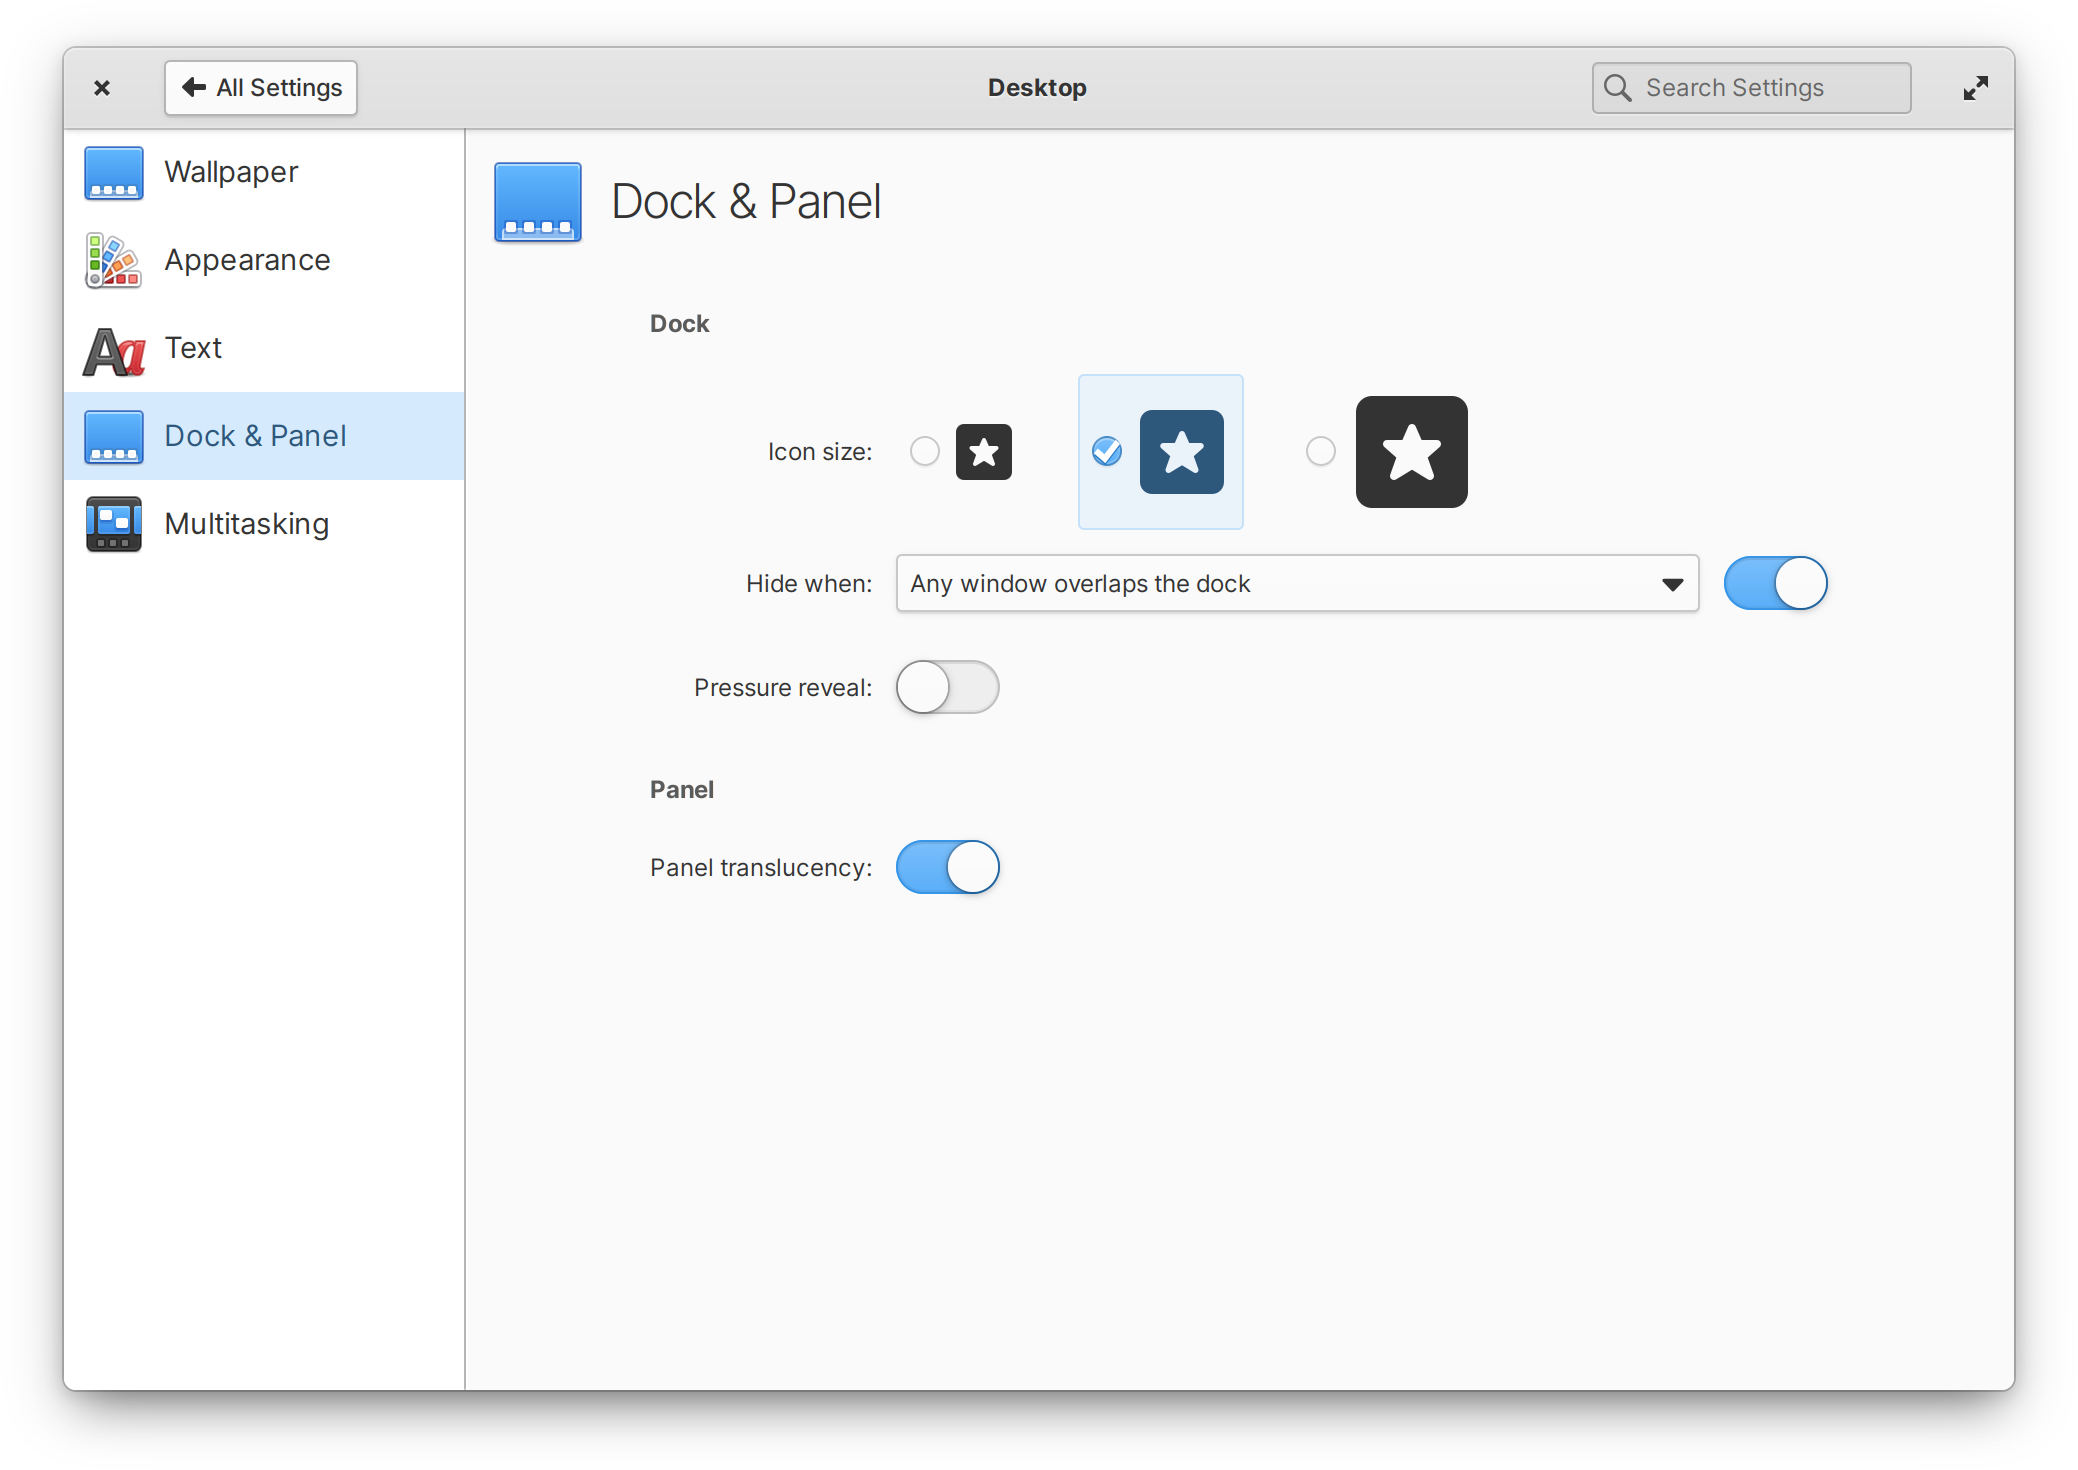 All Settings
Desktop
Search Settings
Wallpaper
Appearance
Text
Dock & Panel
Multitasking
Dock & Panel
Dock
Icon size:
Hide when:
Any window overlaps the dock
Pressure reveal:
Panel
Panel translucency: